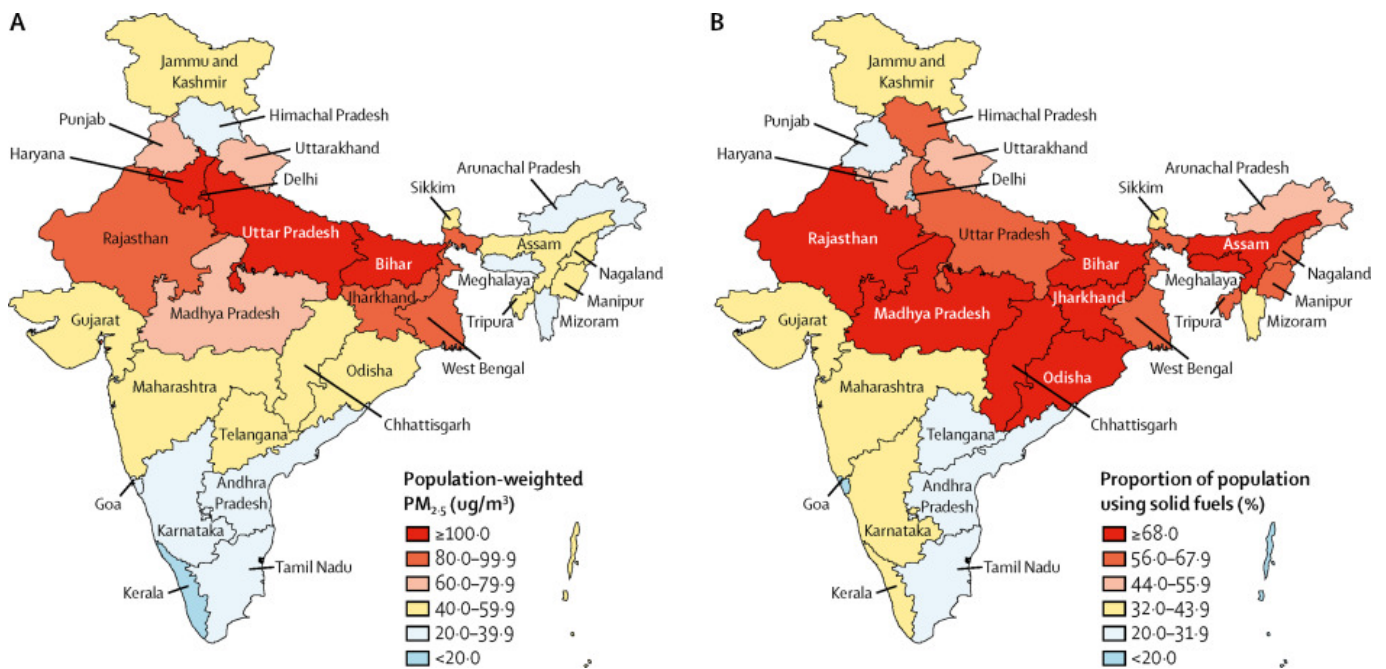 A
Jammu and
Kashmir
Punjab
Himachal Pradesh
Haryana
Uttarakhand
Delhi
Arunachal Pradesh
Sikkim
Rajasthan
Uttar Pradesh
Assam
Bihar
Nagaland
Meghalaya
Jharkhand
Manipur
Madhya Pradesh
Tripura
Mizoram
Gujarat
West Bengal
Odisha
Maharashtra
Chhattisgarh
Telangana
Goa
Andhra
Pradesh
Karnataka
Tamil Nadu
Kerala
Population-weighted
PM2·5 (ug/m³)
≥100·0
80·0–99·9
60·0–79·9
40·0–59·9
20·0–39·9
<20·0
B
Jammu and
Kashmir
Punjab
Himachal Pradesh
Haryana
Uttarakhand
Delhi
Arunachal Pradesh
Sikkim
Rajasthan
Uttar Pradesh
Assam
Bihar
Nagaland
Meghalaya
Jharkhand
Manipur
Madhya Pradesh
Tripura
Mizoram
Gujarat
West Bengal
Odisha
Maharashtra
Chhattisgarh
Telangana
Goa
Andhra
Pradesh
Karnataka
Tamil Nadu
Kerala
Proportion of population
using solid fuels (%)
≥68·0
56·0–67·9
44·0–55·9
32·0–43·9
20·0–31·9
<20·0